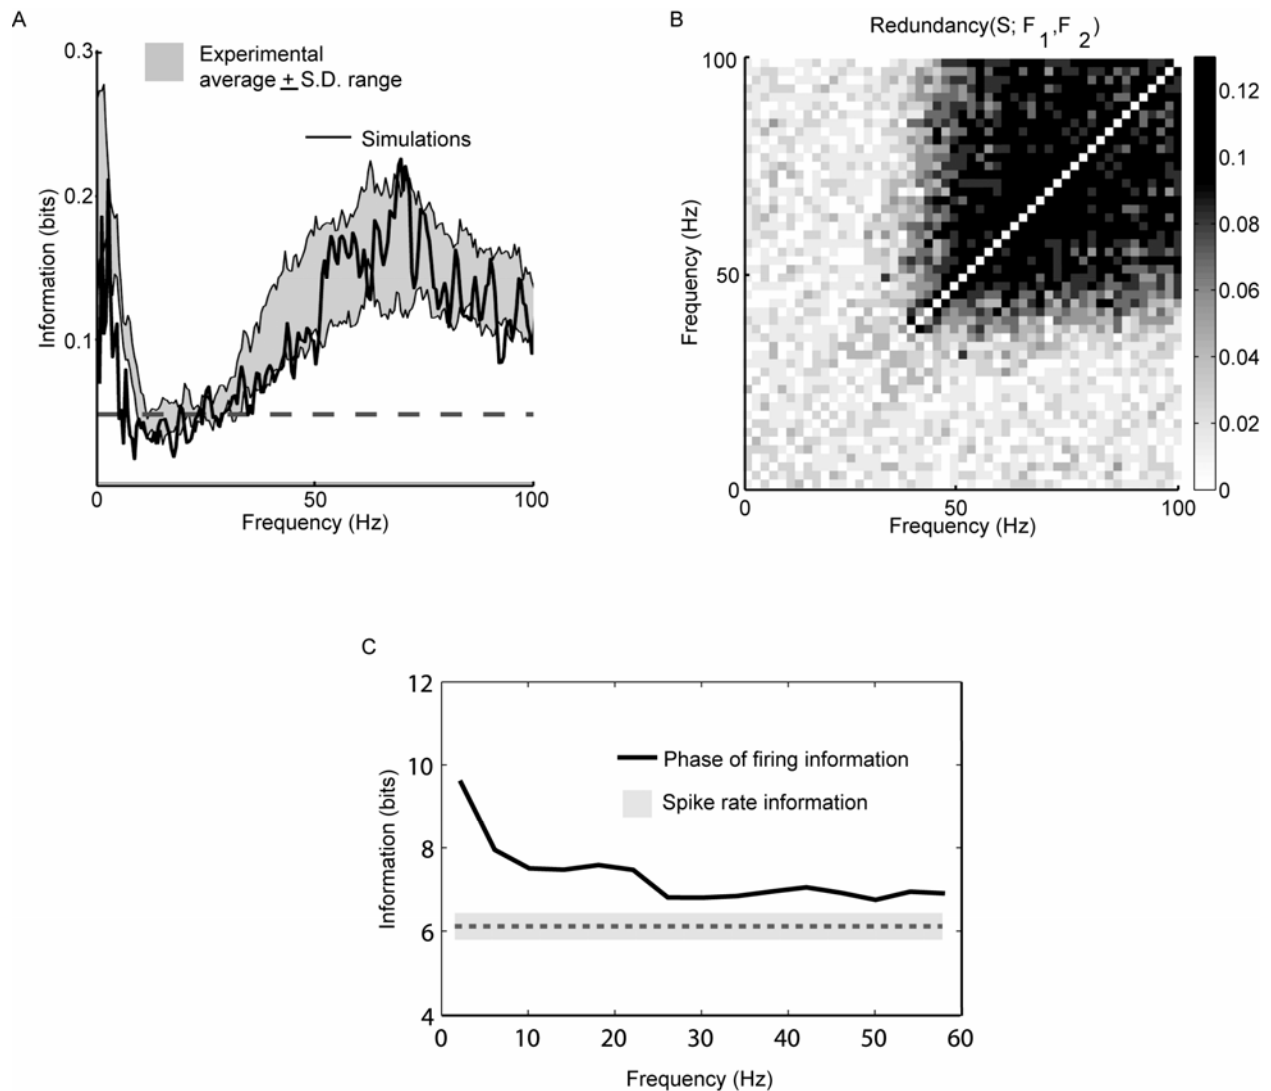 A
Experimental
average ± S.D. range
Simulations
0.3
0.2
0.1
Information (bits)
0
50
100
Frequency (Hz)
B
Redundancy(S; F1,F2)
100
50
0
Frequency (Hz)
0
50
100
Frequency (Hz)
0.12
0.1
0.08
0.06
0.04
0.02
0
C
12
10
8
6
4
Information (bits)
Phase of firing information
Spike rate information
0
10
20
30
40
50
60
Frequency (Hz)